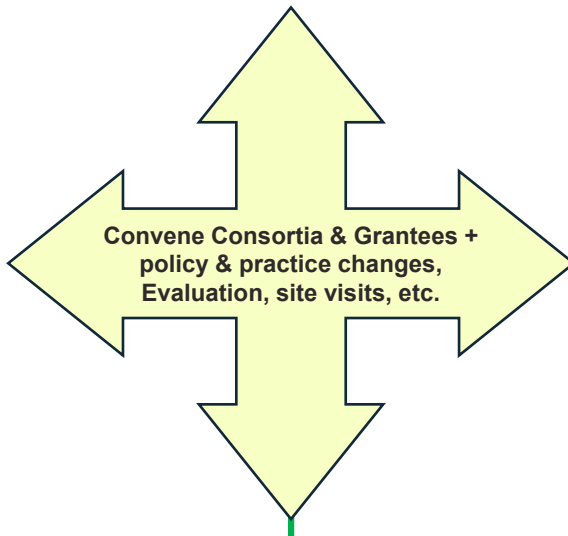 Convene Consortia & Grantees +
policy & practice changes,
Evaluation, site visits, etc.